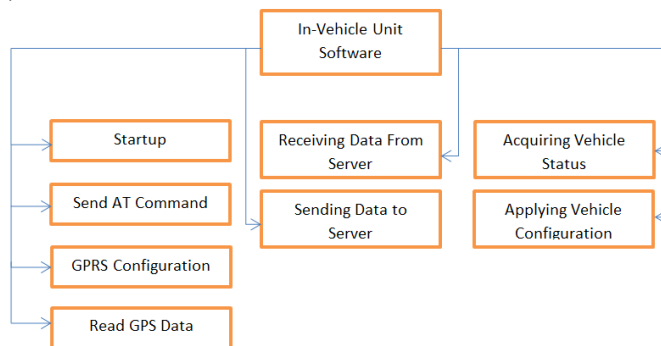 In-Vehicle Unit
Software
Startup
Send AT Command
GPRS Configuration
Read GPS Data
Receiving Data From
Server
Sending Data to
Server
Acquiring Vehicle
Status
Applying Vehicle
Configuration